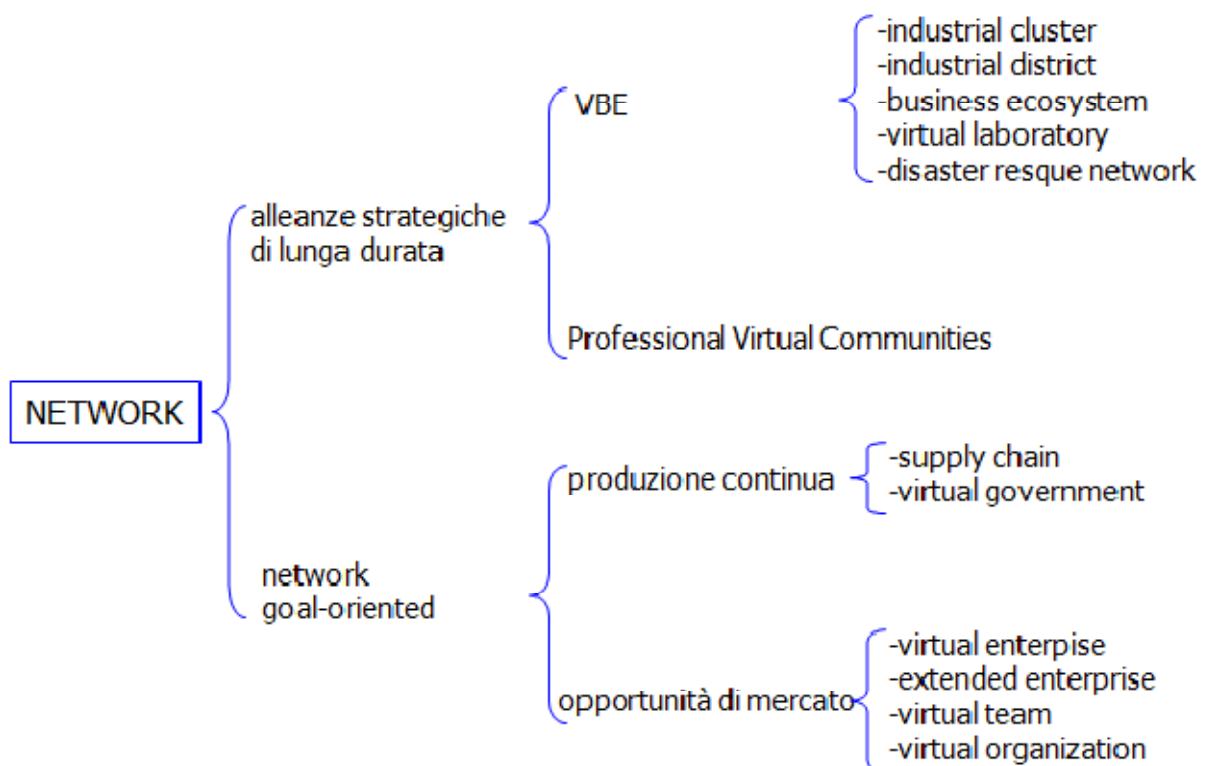 NETWORK
alleanze strategiche
di lunga durata
VBE
-industrial cluster
-industrial district
-business ecosystem
-virtual laboratory
-disaster resque network
Professional Virtual Communities
network
goal-oriented
produzione continua
-supply chain
-virtual government
opportunità di mercato
-virtual enterpise
-extended enterprise
-virtual team
-virtual organization